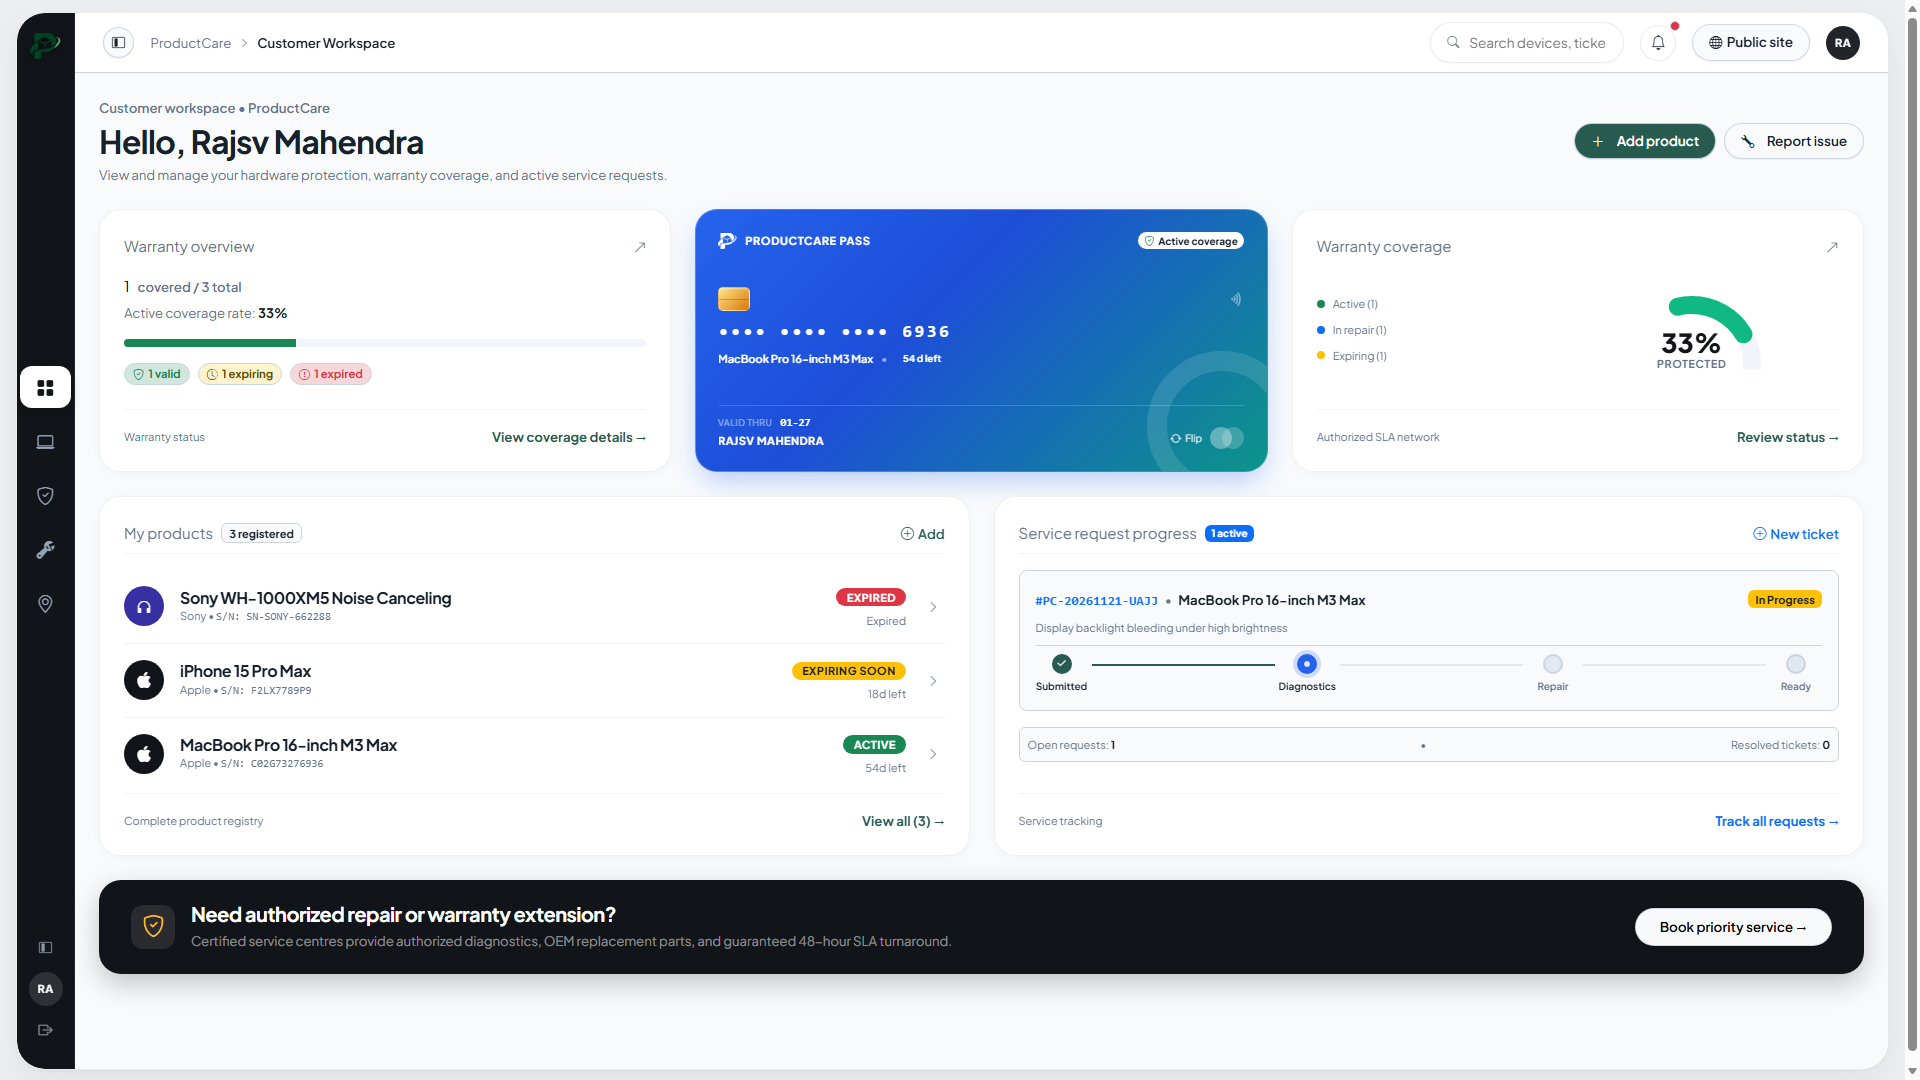 ProductCare > Customer Workspace
Search devices, ticke
Public site
RA
Customer workspace • ProductCare
Hello, Rajsv Mahendra
View and manage your hardware protection, warranty coverage, and active service requests.
+ Add product
Report issue
Warranty overview
1 covered / 3 total
Active coverage rate: 33%
1 valid
1 expiring
1 expired
Warranty status
View coverage details →
PRODUCTCARE PASS
Active coverage
•••• •••• •••• 6936
MacBook Pro 16-inch M3 Max • 54 d left
VALID THRU 01-27
RAJSV MAHENDRA
Flip
Warranty coverage
Active (1)
In repair (1)
Expiring (1)
33%
PROTECTED
Authorized SLA network
Review status →
My products
3 registered
Add
Sony WH-1000XM5 Noise Canceling
Sony • S/N: SN-SONY-662288
EXPIRED
Expired
iPhone 15 Pro Max
Apple • S/N: F2LX7789P9
EXPIRING SOON
18d left
MacBook Pro 16-inch M3 Max
Apple • S/N: C02G73276936
ACTIVE
54d left
Complete product registry
View all (3) →
Service request progress
1 active
New ticket
#PC-20261121-UAJJ • MacBook Pro 16-inch M3 Max
In Progress
Display backlight bleeding under high brightness
Submitted
Diagnostics
Repair
Ready
Open requests: 1
•
Resolved tickets: 0
Service tracking
Track all requests →
Need authorized repair or warranty extension?
Certified service centres provide authorized diagnostics, OEM replacement parts, and guaranteed 48-hour SLA turnaround.
Book priority service →
RA